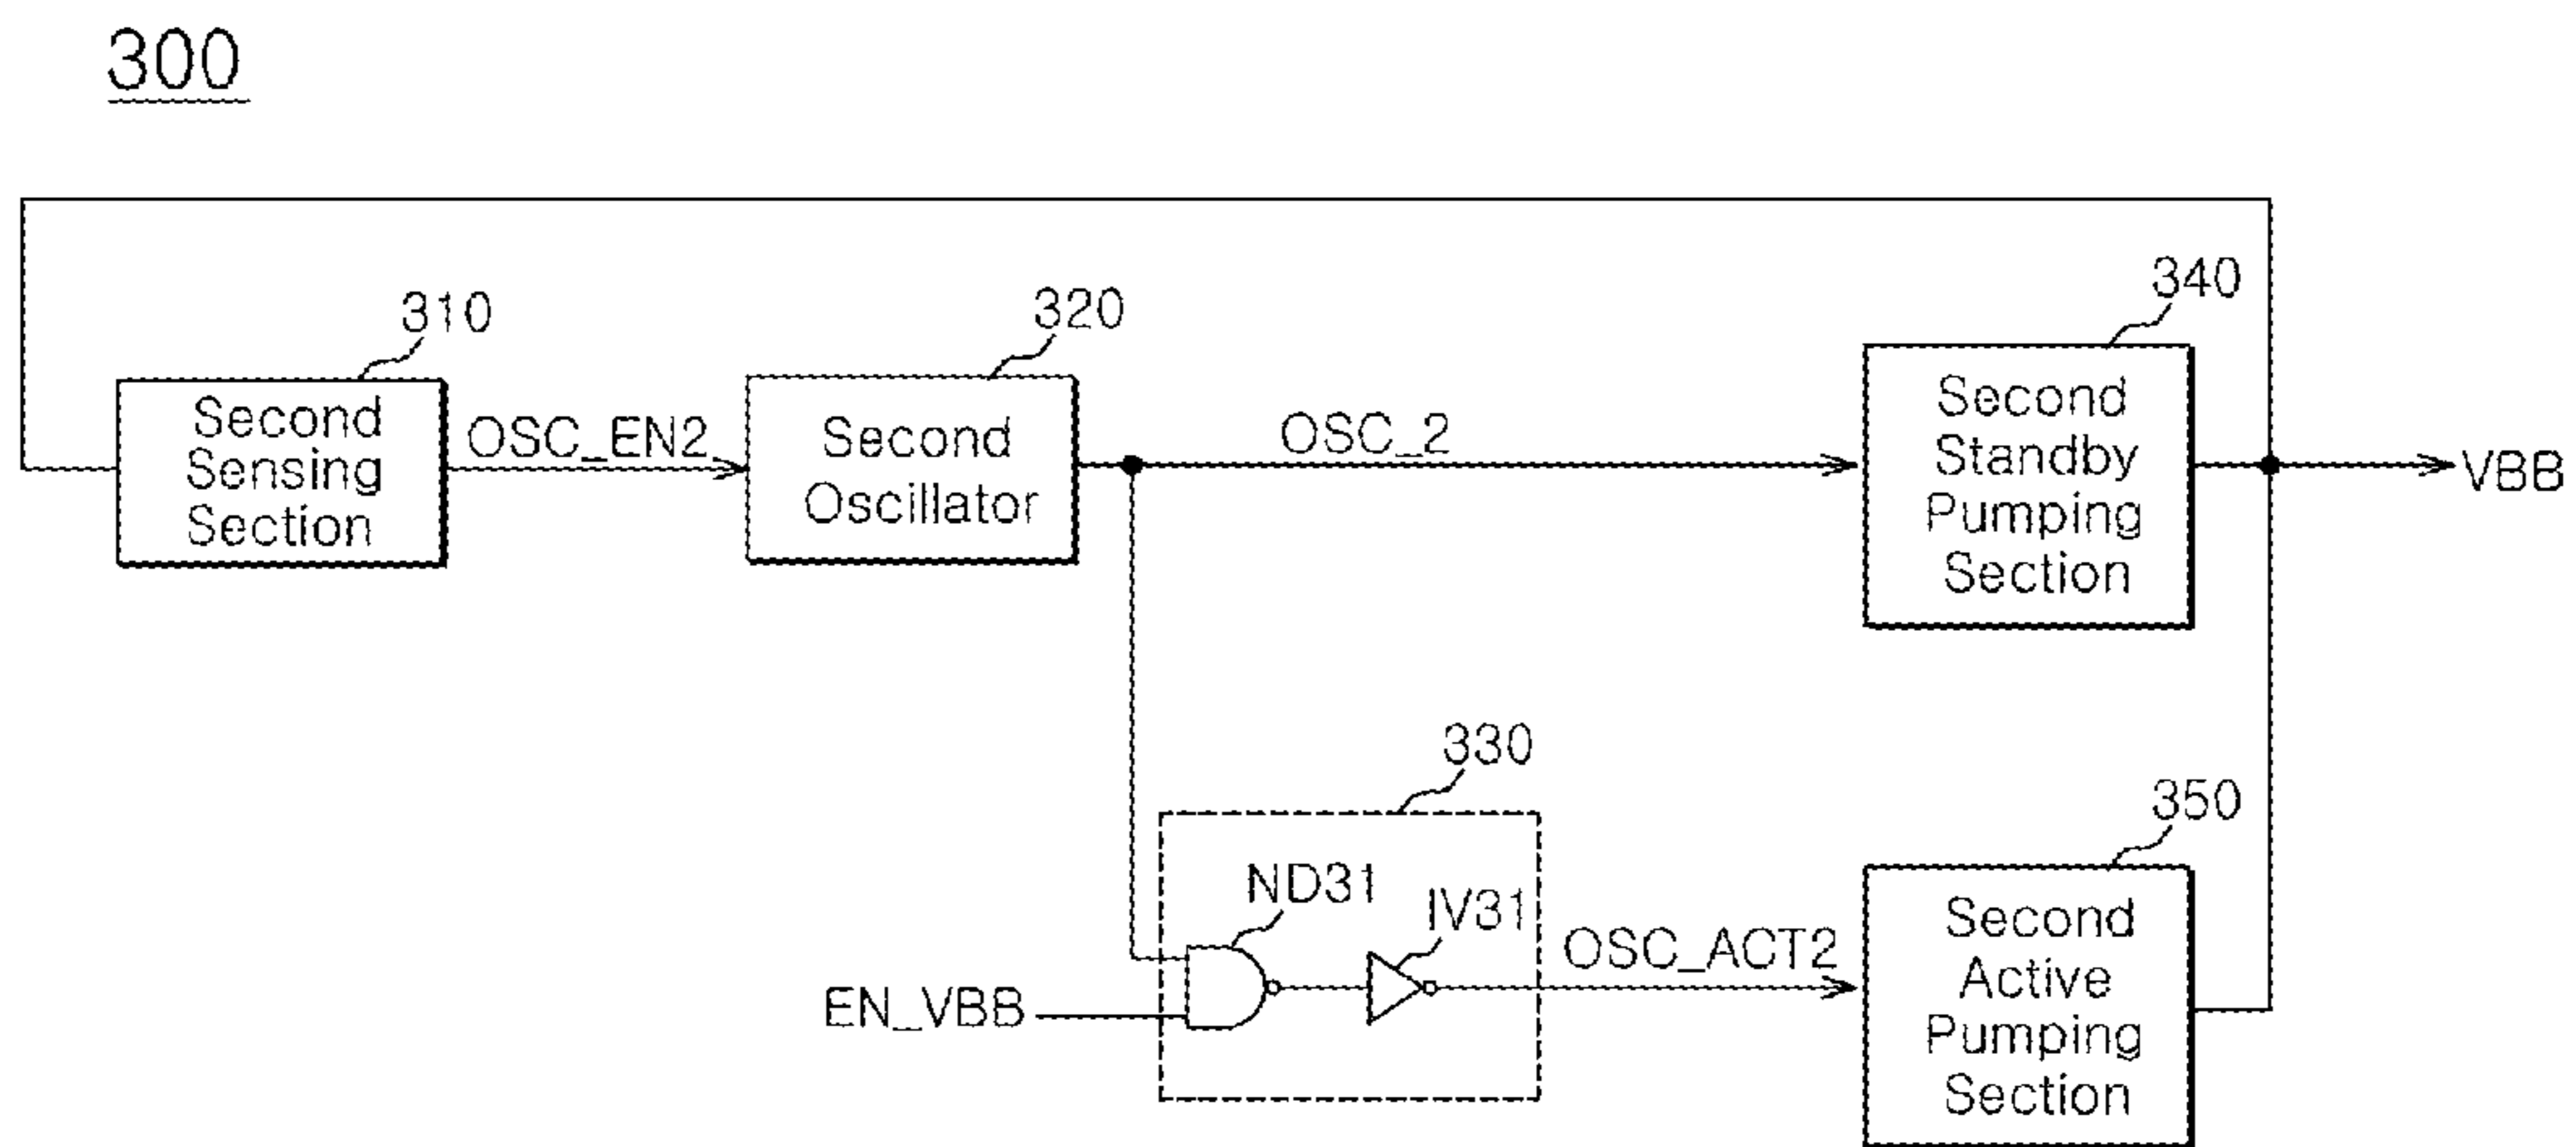 300
310
320
340
Second
Sensing
Section
OSC_EN2
Second
Oscillator
OSC_2
Second
Standby
Pumping
Section
VBB
330
350
ND31
IV31
EN_VBB
OSC_ACT2
Second
Active
Pumping
Section